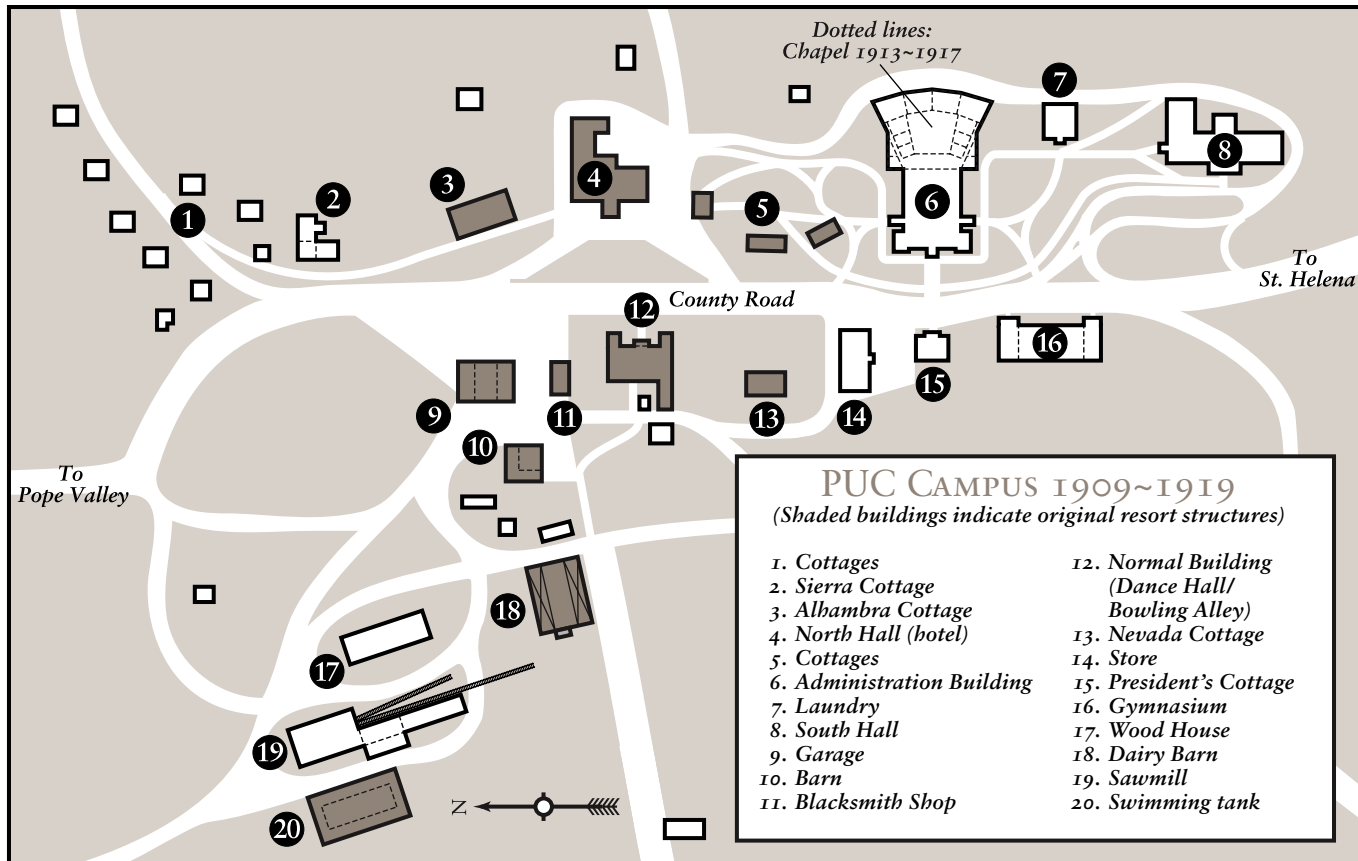 Dotted lines:
Chapel 1913~1917
7
8
3
4
5
6
1
2
To
St. Helena
County Road
12
16
15
9
11
13
14
10
To
Pope Valley
18
17
19
20
N
PUC Campus 1909~1919
(Shaded buildings indicate original resort structures)
1. Cottages
2. Sierra Cottage
3. Alhambra Cottage
4. North Hall (hotel)
5. Cottages
6. Administration Building
7. Laundry
8. South Hall
9. Garage
10. Barn
11. Blacksmith Shop
12. Normal Building
(Dance Hall/
Bowling Alley)
13. Nevada Cottage
14. Store
15. President's Cottage
16. Gymnasium
17. Wood House
18. Dairy Barn
19. Sawmill
20. Swimming tank